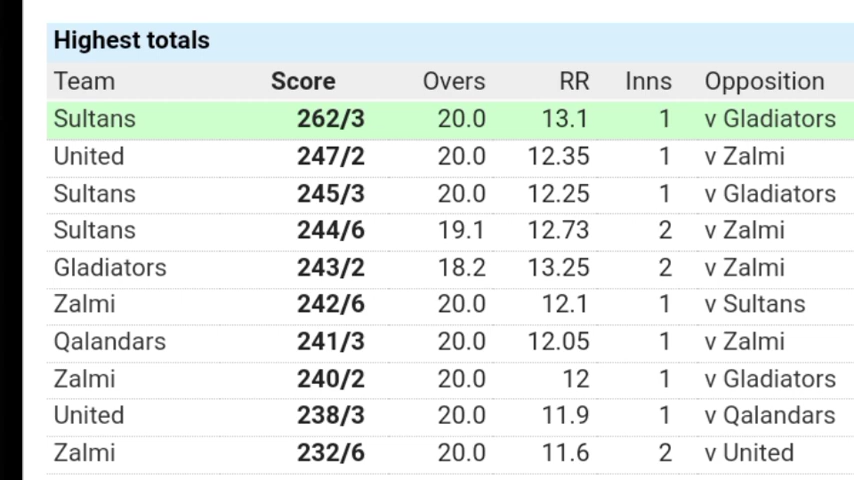 Highest totals
Team Score Overs RR Inns Opposition
Sultans 262/3 20.0 13.1 1 v Gladiators
United 247/2 20.0 12.35 1 v Zalmi
Sultans 245/3 20.0 12.25 1 v Gladiators
Sultans 244/6 19.1 12.73 2 v Zalmi
Gladiators 243/2 18.2 13.25 2 v Zalmi
Zalmi 242/6 20.0 12.1 1 v Sultans
Qalandars 241/3 20.0 12.05 1 v Zalmi
Zalmi 240/2 20.0 12 1 v Gladiators
United 238/3 20.0 11.9 1 v Qalandars
Zalmi 232/6 20.0 11.6 2 v United